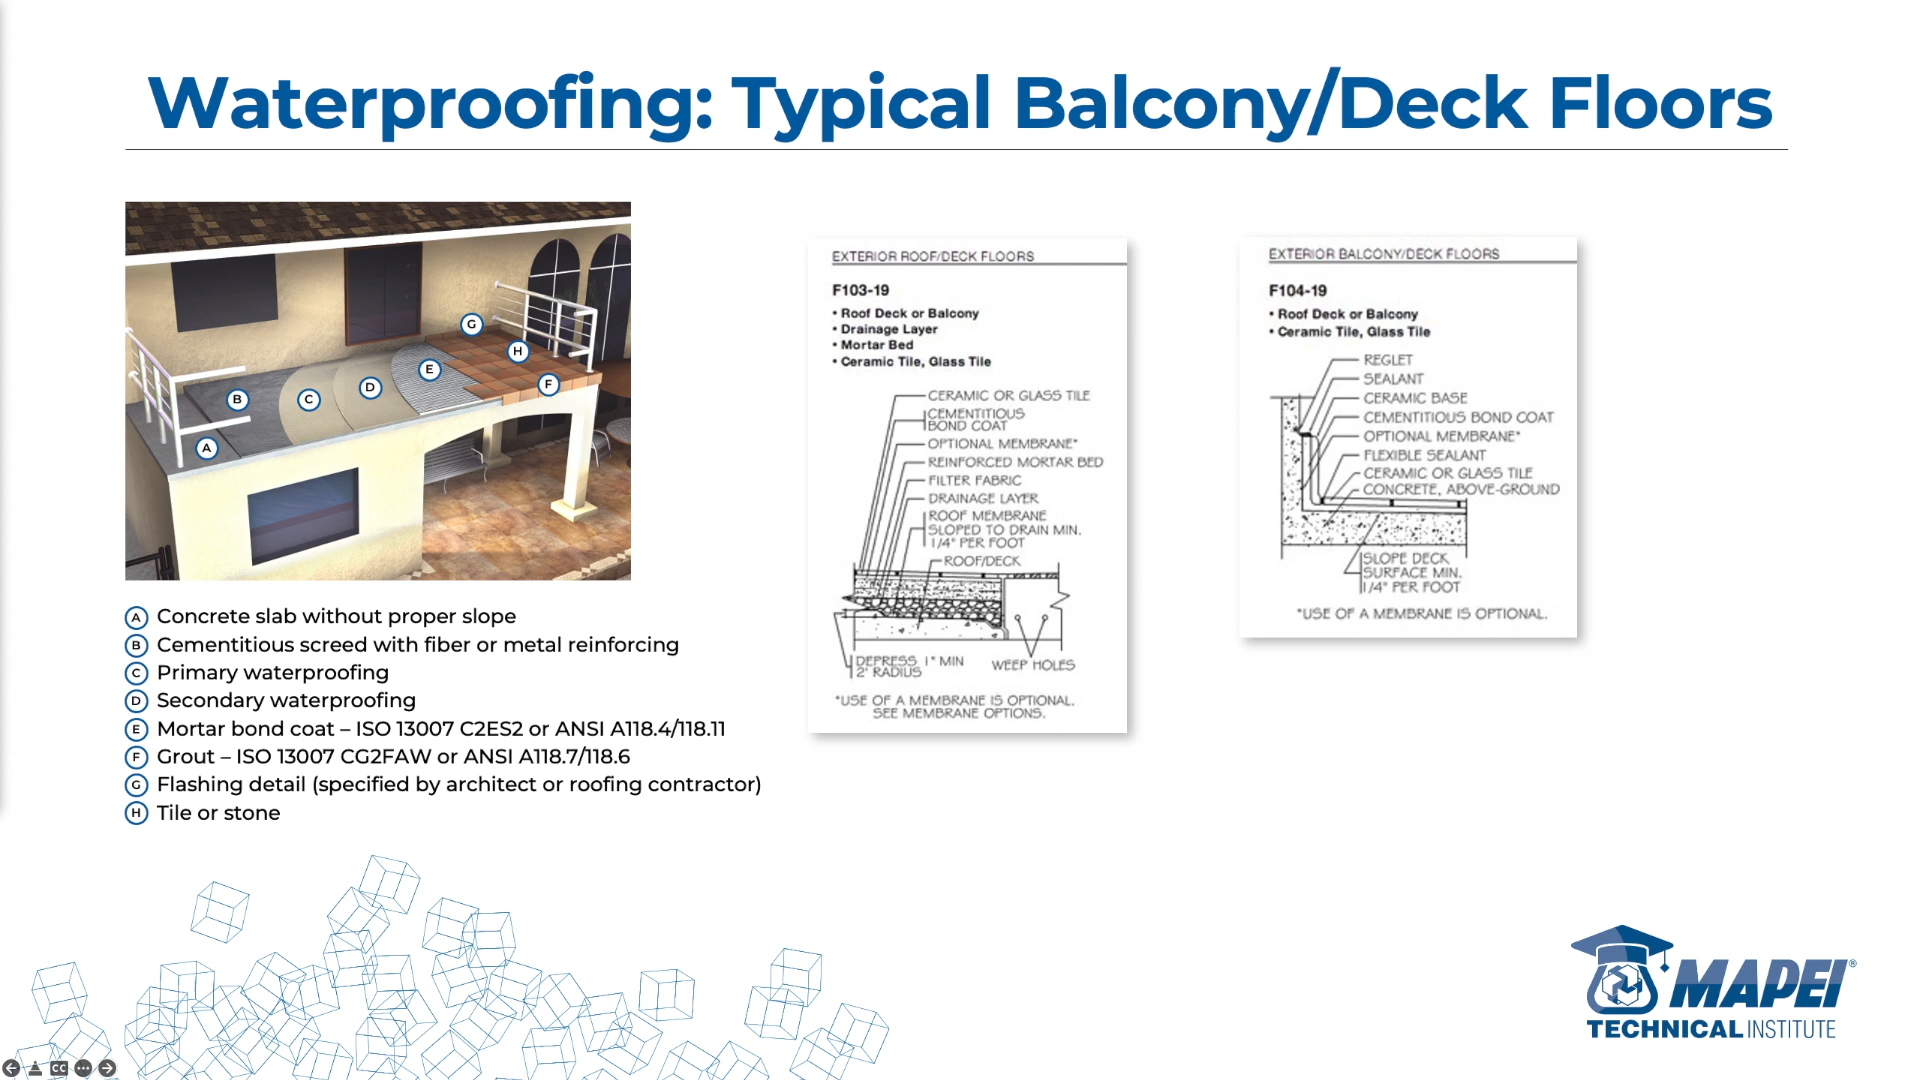 Waterproofing: Typical Balcony/Deck Floors
A
B
C
D
E
F
G
H
A Concrete slab without proper slope
B Cementitious screed with fiber or metal reinforcing
C Primary waterproofing
D Secondary waterproofing
E Mortar bond coat – ISO 13007 C2ES2 or ANSI A118.4/118.11
F Grout – ISO 13007 CG2FAW or ANSI A118.7/118.6
G Flashing detail (specified by architect or roofing contractor)
H Tile or stone
EXTERIOR ROOF/DECK FLOORS
F103-19
• Roof Deck or Balcony
• Drainage Layer
• Mortar Bed
• Ceramic Tile, Glass Tile
CERAMIC OR GLASS TILE
CEMENTITIOUS
BOND COAT
OPTIONAL MEMBRANE*
REINFORCED MORTAR BED
FILTER FABRIC
DRAINAGE LAYER
ROOF MEMBRANE
SLOPED TO DRAIN MIN.
1/4" PER FOOT
ROOF/DECK
DEPRESS 1" MIN
2' RADIUS
WEEP HOLES
*USE OF A MEMBRANE IS OPTIONAL.
SEE MEMBRANE OPTIONS.
EXTERIOR BALCONY/DECK FLOORS
F104-19
• Roof Deck or Balcony
• Ceramic Tile, Glass Tile
REGLET
SEALANT
CERAMIC BASE
CEMENTITIOUS BOND COAT
OPTIONAL MEMBRANE*
FLEXIBLE SEALANT
CERAMIC OR GLASS TILE
CONCRETE, ABOVE-GROUND
SLOPE DECK
SURFACE MIN.
1/4" PER FOOT
*USE OF A MEMBRANE IS OPTIONAL.
MAPEI®
TECHNICAL INSTITUTE
CC